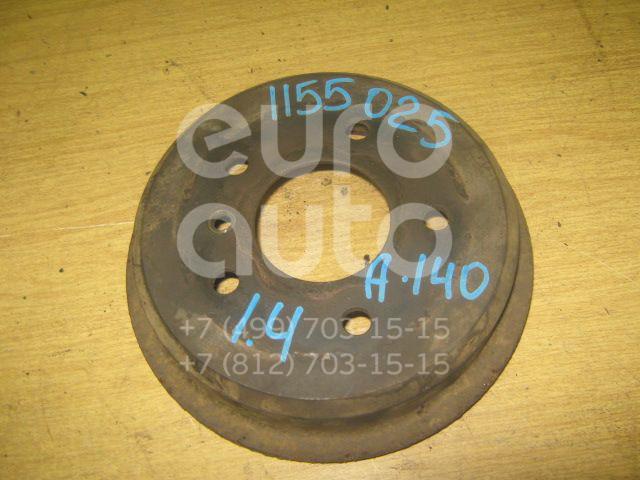 1155025
euro
auto
A·140
1.4
+7 (499) 703-15-15
+7 (812) 703-15-15